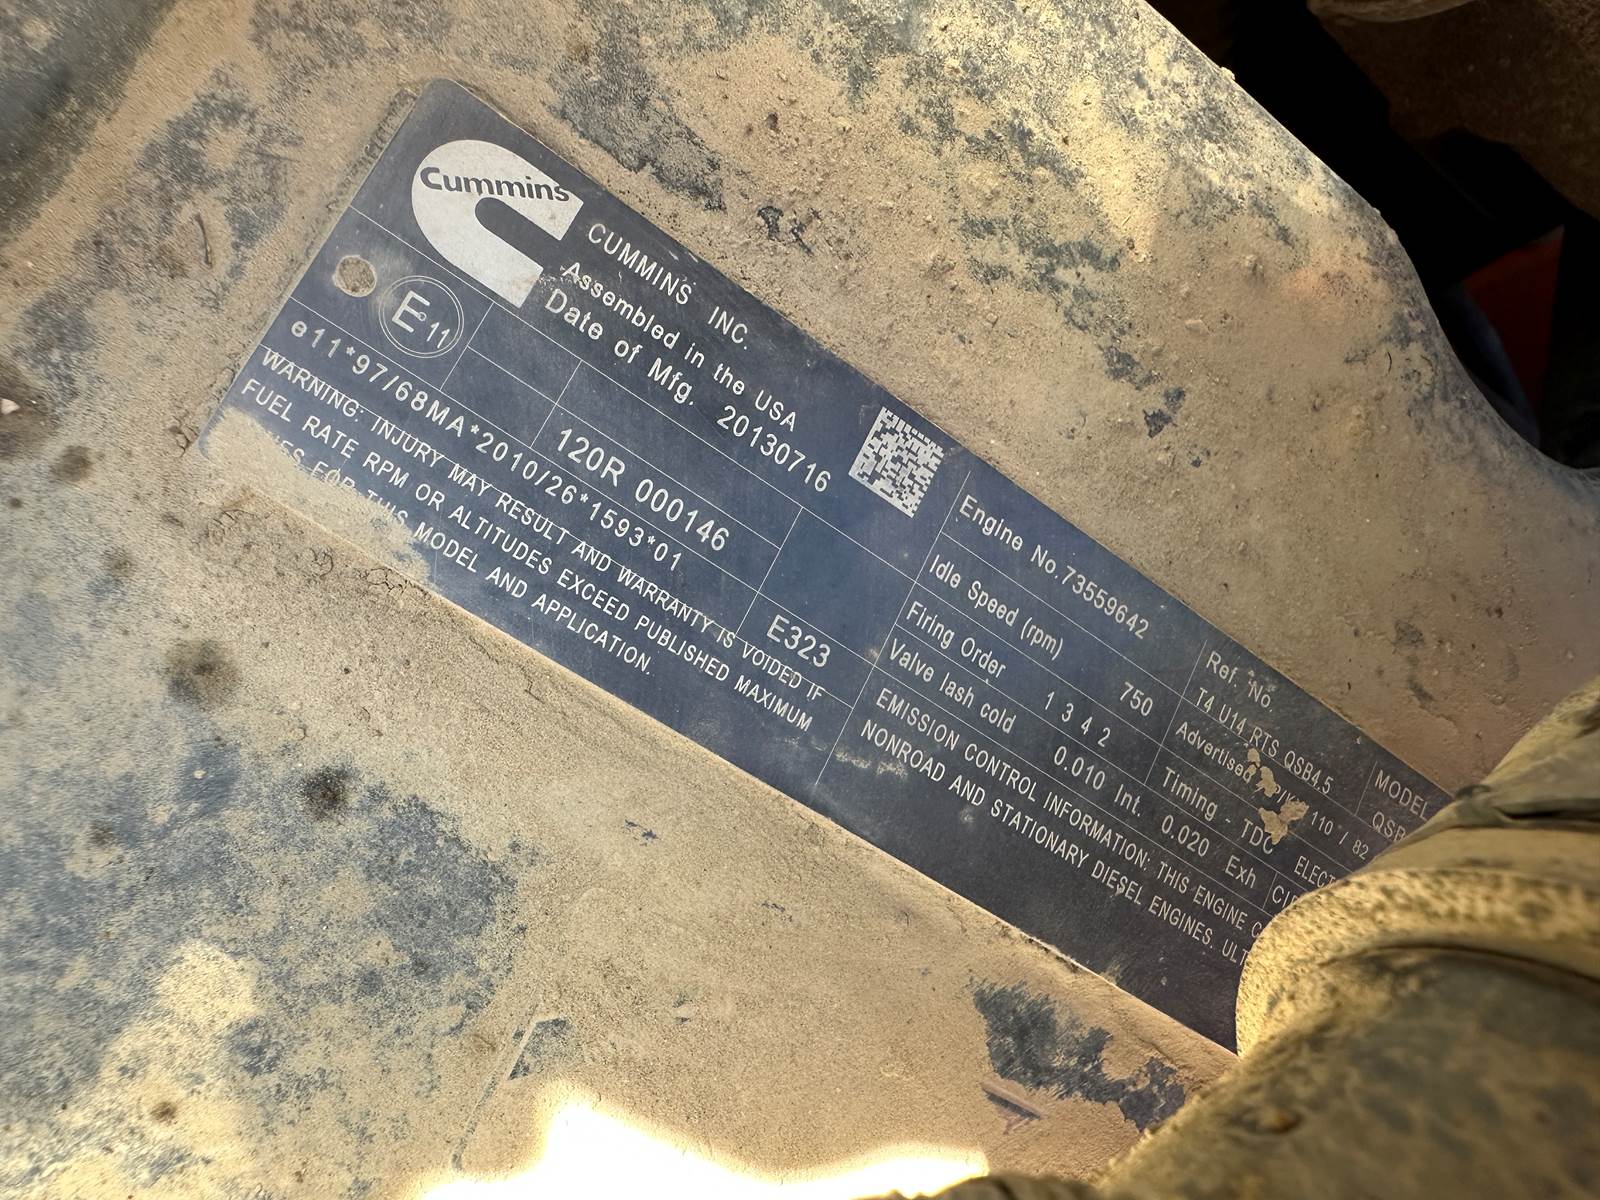 Cummins
CUMMINS INC.
Assembled in the USA
Date of Mfg. 20130716
E 11
120R 000146
e11*97/68MA*2010/26*1593*01
E323
WARNING: INJURY MAY RESULT AND WARRANTY IS VOIDED IF
FUEL RATE RPM OR ALTITUDES EXCEED PUBLISHED MAXIMUM
FOR THIS MODEL AND APPLICATION.
Engine No. 73559642
Idle Speed (rpm) 750
Firing Order 1 3 4 2
Valve lash cold 0.010 Int. 0.020 Exh
EMISSION CONTROL INFORMATION: THIS ENGINE
NONROAD AND STATIONARY DIESEL ENGINES.
Ref. No.
T4 U14 RTS QSB4.5
Advertised 110 / 82
Timing - TDC
MODEL